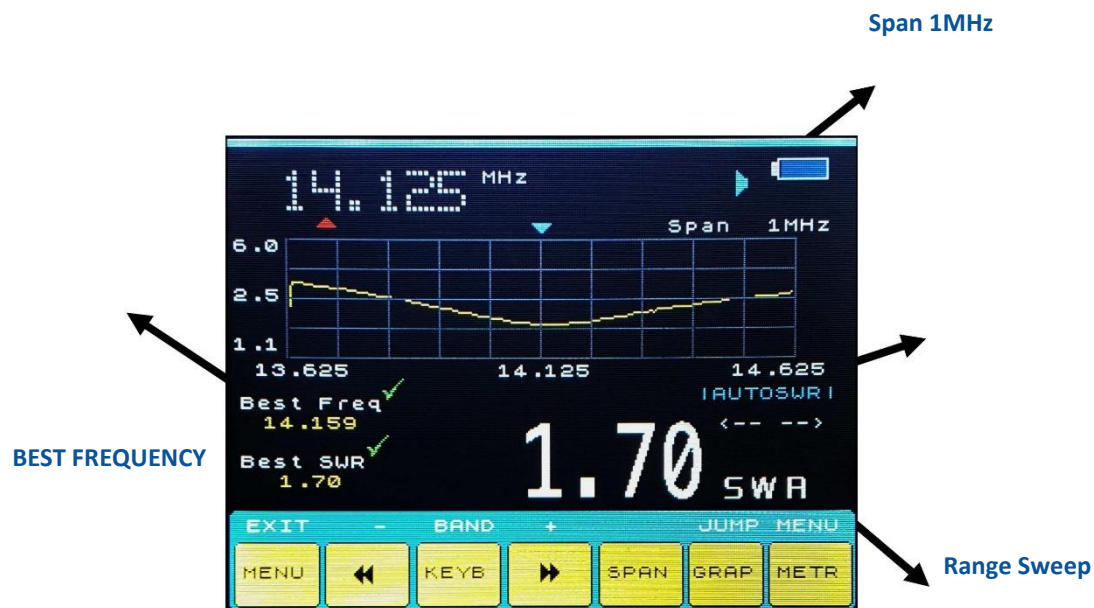 Span 1MHz
14.125 MHz
Span 1MHz
6.0
2.5
1.1
13.625 14.125 14.625
|AUTOSWR|
Best Freq
14.159
<-- -->
BEST FREQUENCY
Best SWR
1.70
1.70 SWR
EXIT - BAND + JUMP MENU
MENU KEYB SPAN GRAP METR
Range Sweep